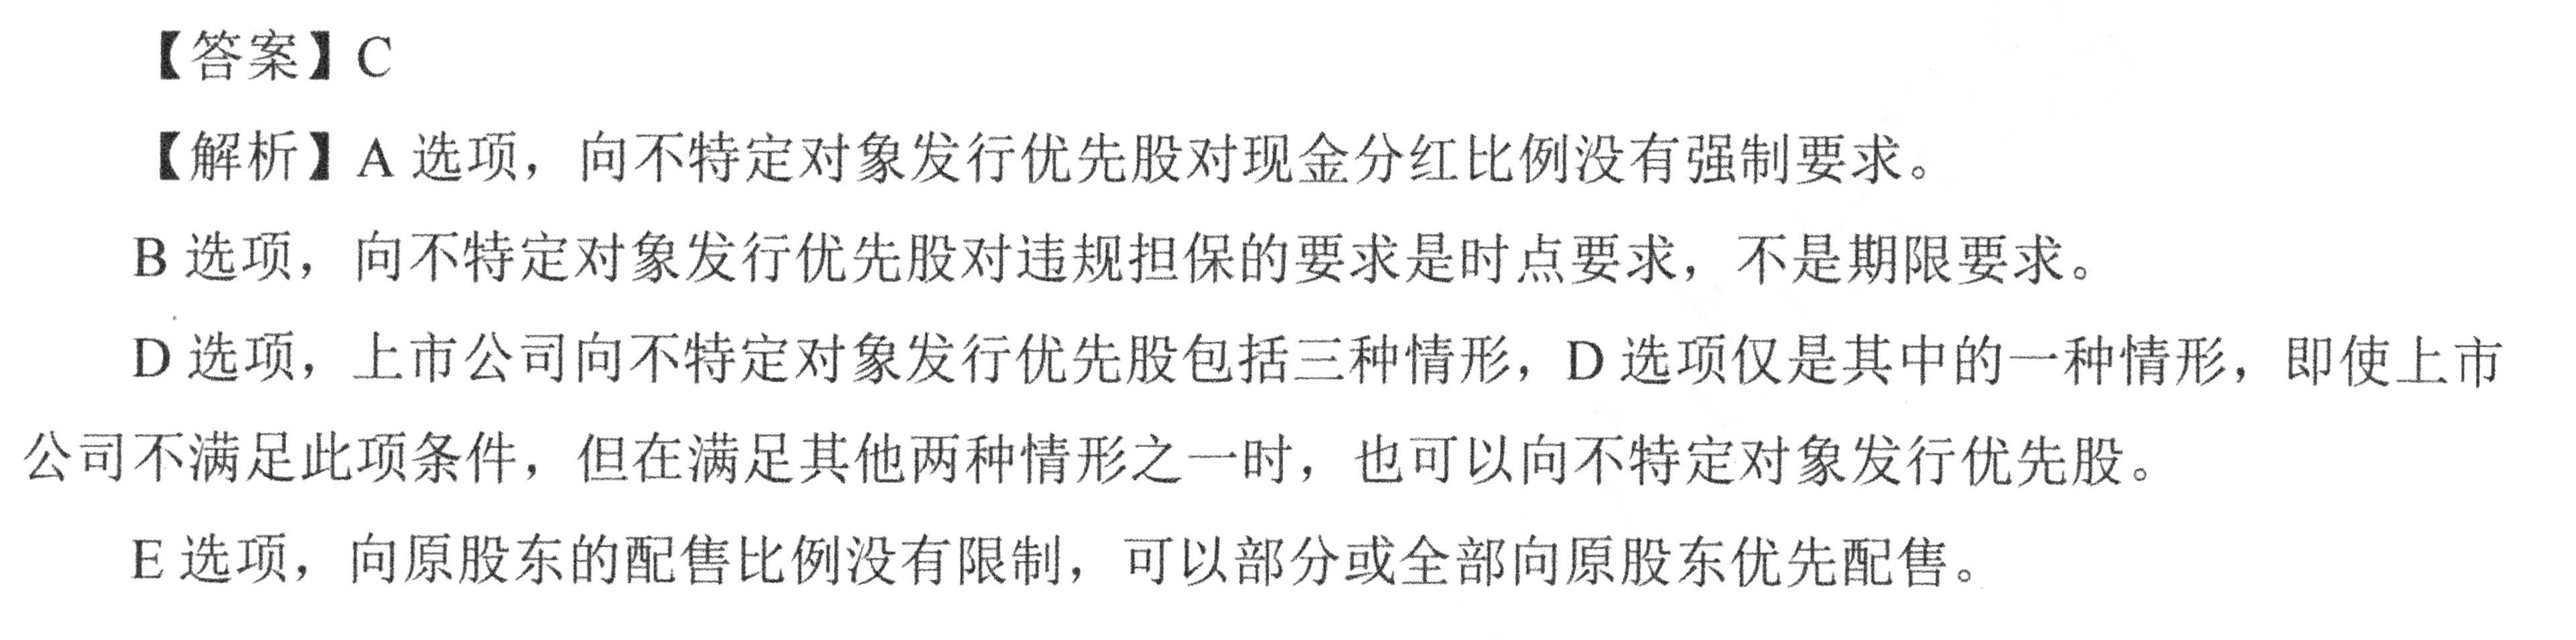 【答案】C
【解析】A 选项，向不特定对象发行优先股对现金分红比例没有强制要求。
B 选项，向不特定对象发行优先股对违规担保的要求是时点要求，不是期限要求。
D 选项，上市公司向不特定对象发行优先股包括三种情形，D 选项仅是其中的一种情形，即使上市
公司不满足此项条件，但在满足其他两种情形之一时，也可以向不特定对象发行优先股。
E 选项，向原股东的配售比例没有限制，可以部分或全部向原股东优先配售。